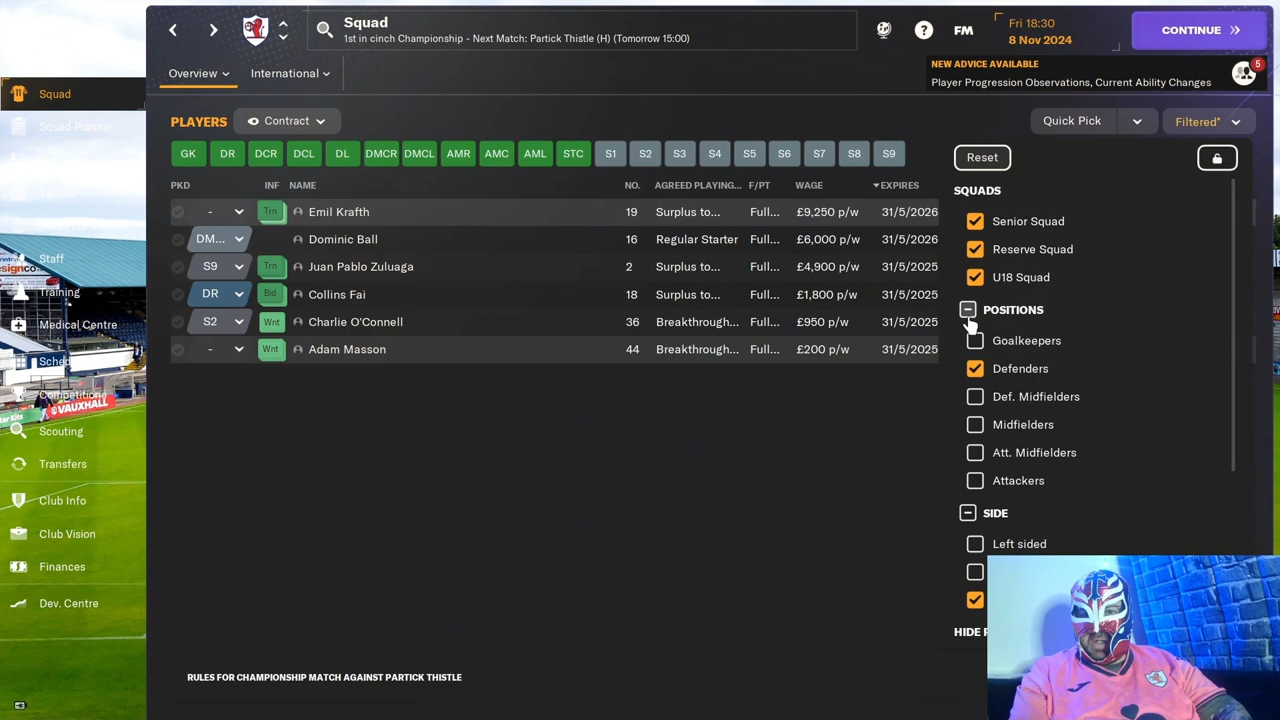 Squad
1st in cinch Championship - Next Match: Partick Thistle (H) (Tomorrow 15:00)
FM
Fri 18:30
8 Nov 2024
CONTINUE
Overview
International
NEW ADVICE AVAILABLE
Player Progression Observations, Current Ability Changes
5
Squad
Squad Planner
Staff
Training
Medical Centre
Sched
Competitions
VAUXHALL
Scouting
Transfers
Club Info
Club Vision
Finances
Dev. Centre
PLAYERS
Contract
Quick Pick
Filtered*
GK DR DCR DCL DL DMCR DMCL AMR AMC AML STC S1 S2 S3 S4 S5 S6 S7 S8 S9
PKD INF NAME NO. AGREED PLAYING... F/PT WAGE EXPIRES
- Trn Emil Krafth 19 Surplus to... Full... £9,250 p/w 31/5/2026
DM... Dominic Ball 16 Regular Starter Full... £6,000 p/w 31/5/2026
S9 Trn Juan Pablo Zuluaga 2 Surplus to... Full... £4,900 p/w 31/5/2025
DR Bid Collins Fai 18 Surplus to... Full... £1,800 p/w 31/5/2025
S2 Wnt Charlie O'Connell 36 Breakthrough... Full... £950 p/w 31/5/2025
- Wnt Adam Masson 44 Breakthrough... Full... £200 p/w 31/5/2025
Reset
SQUADS
Senior Squad
Reserve Squad
U18 Squad
POSITIONS
Goalkeepers
Defenders
Def. Midfielders
Midfielders
Att. Midfielders
Attackers
SIDE
Left sided
HIDE
RULES FOR CHAMPIONSHIP MATCH AGAINST PARTICK THISTLE